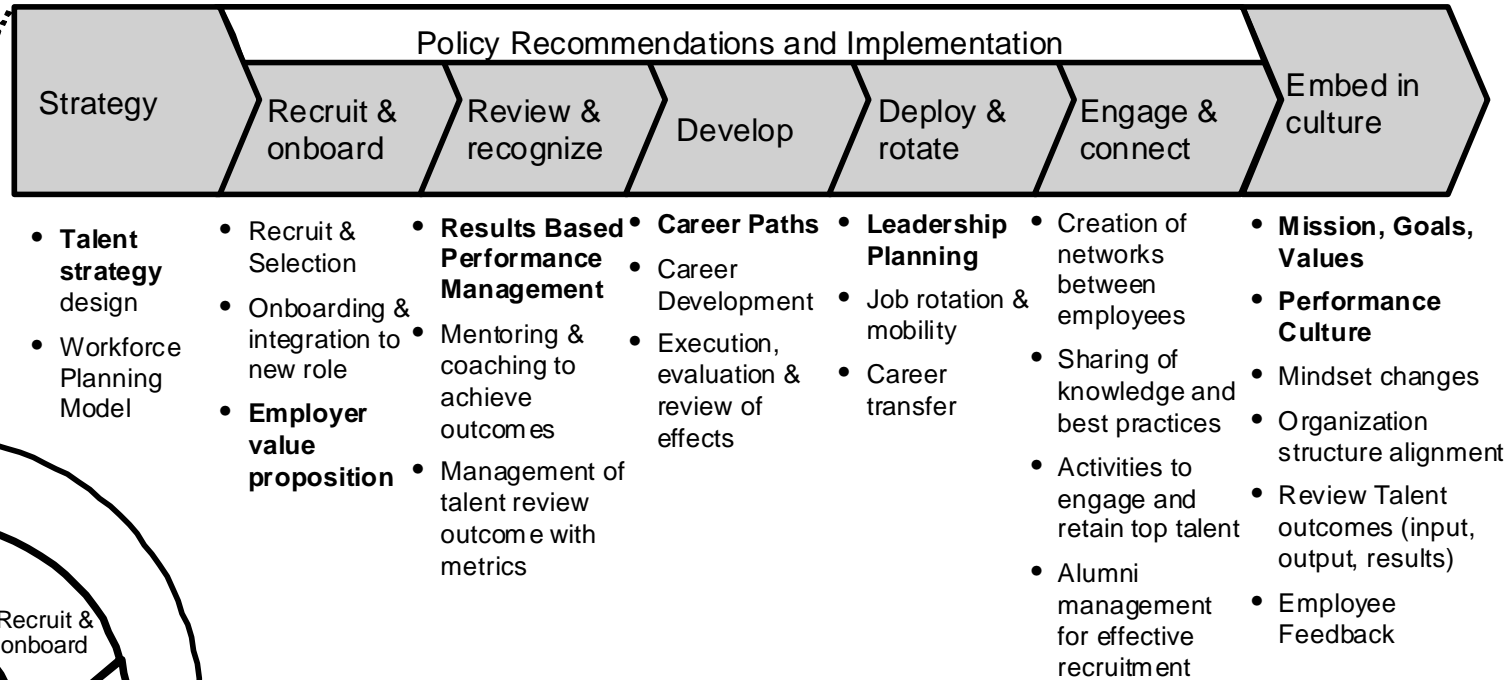 Policy Recommendations and Implementation
Strategy
Recruit &
onboard
Review &
recognize
Develop
Deploy &
rotate
Engage &
connect
Embed in
culture
• Talent
strategy
design
• Workforce
Planning
Model
• Recruit &
Selection
• Onboarding &
integration to
new role
• Employer
value
proposition
• Results Based
Performance
Management
• Mentoring &
coaching to
achieve
outcomes
• Management of
talent review
outcome with
metrics
• Career Paths
• Career
Development
• Execution,
evaluation &
review of
effects
• Leadership
Planning
• Job rotation &
mobility
• Career
transfer
• Creation of
networks
between
employees
• Sharing of
knowledge and
best practices
• Activities to
engage and
retain top talent
• Alumni
management
for effective
recruitment
• Mission, Goals,
Values
• Performance
Culture
• Mindset changes
• Organization
structure alignment
• Review Talent
outcomes (input,
output, results)
• Employee
Feedback
Recruit &
onboard